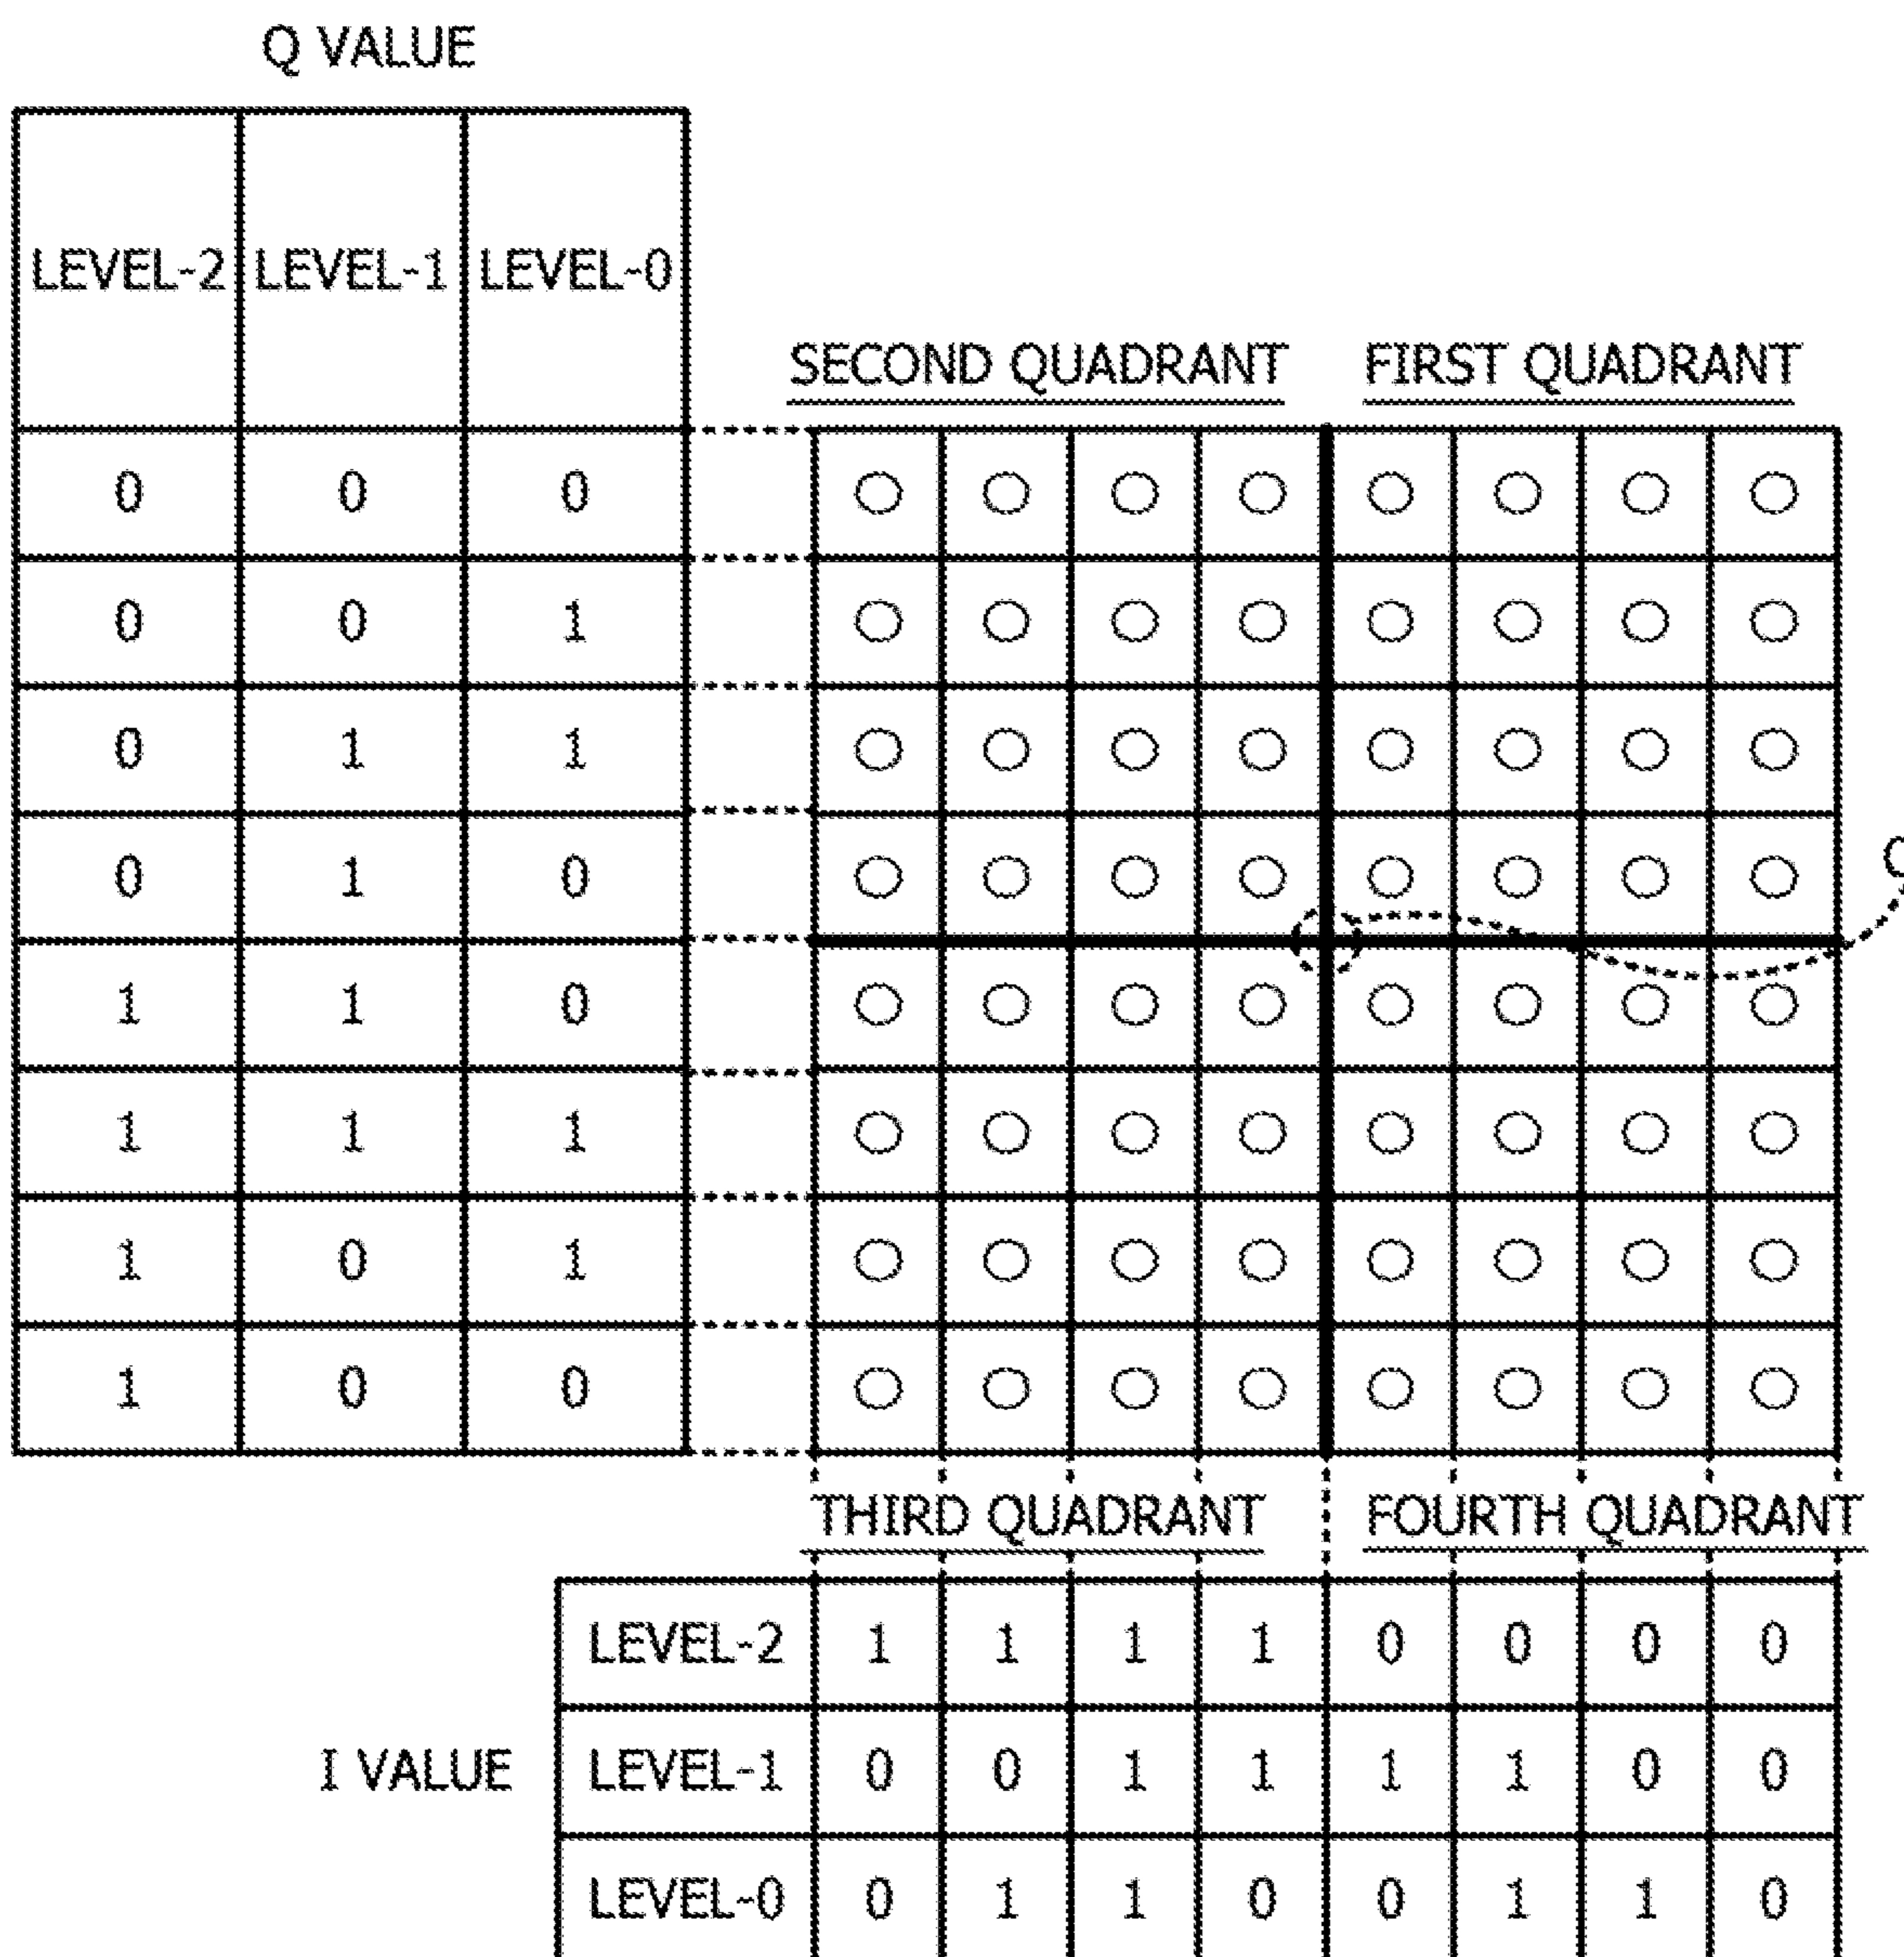 Q VALUE
LEVEL-2 LEVEL-1 LEVEL-0
SECOND QUADRANT FIRST QUADRANT
0 0 0
0 0 1
0 1 1
0 1 0
1 1 0
1 1 1
1 0 1
1 0 0
THIRD QUADRANT FOURTH QUADRANT
LEVEL-2 1 1 1 1 0 0 0 0
I VALUE LEVEL-1 0 0 1 1 1 1 0 0
LEVEL-0 0 1 1 0 0 1 1 0